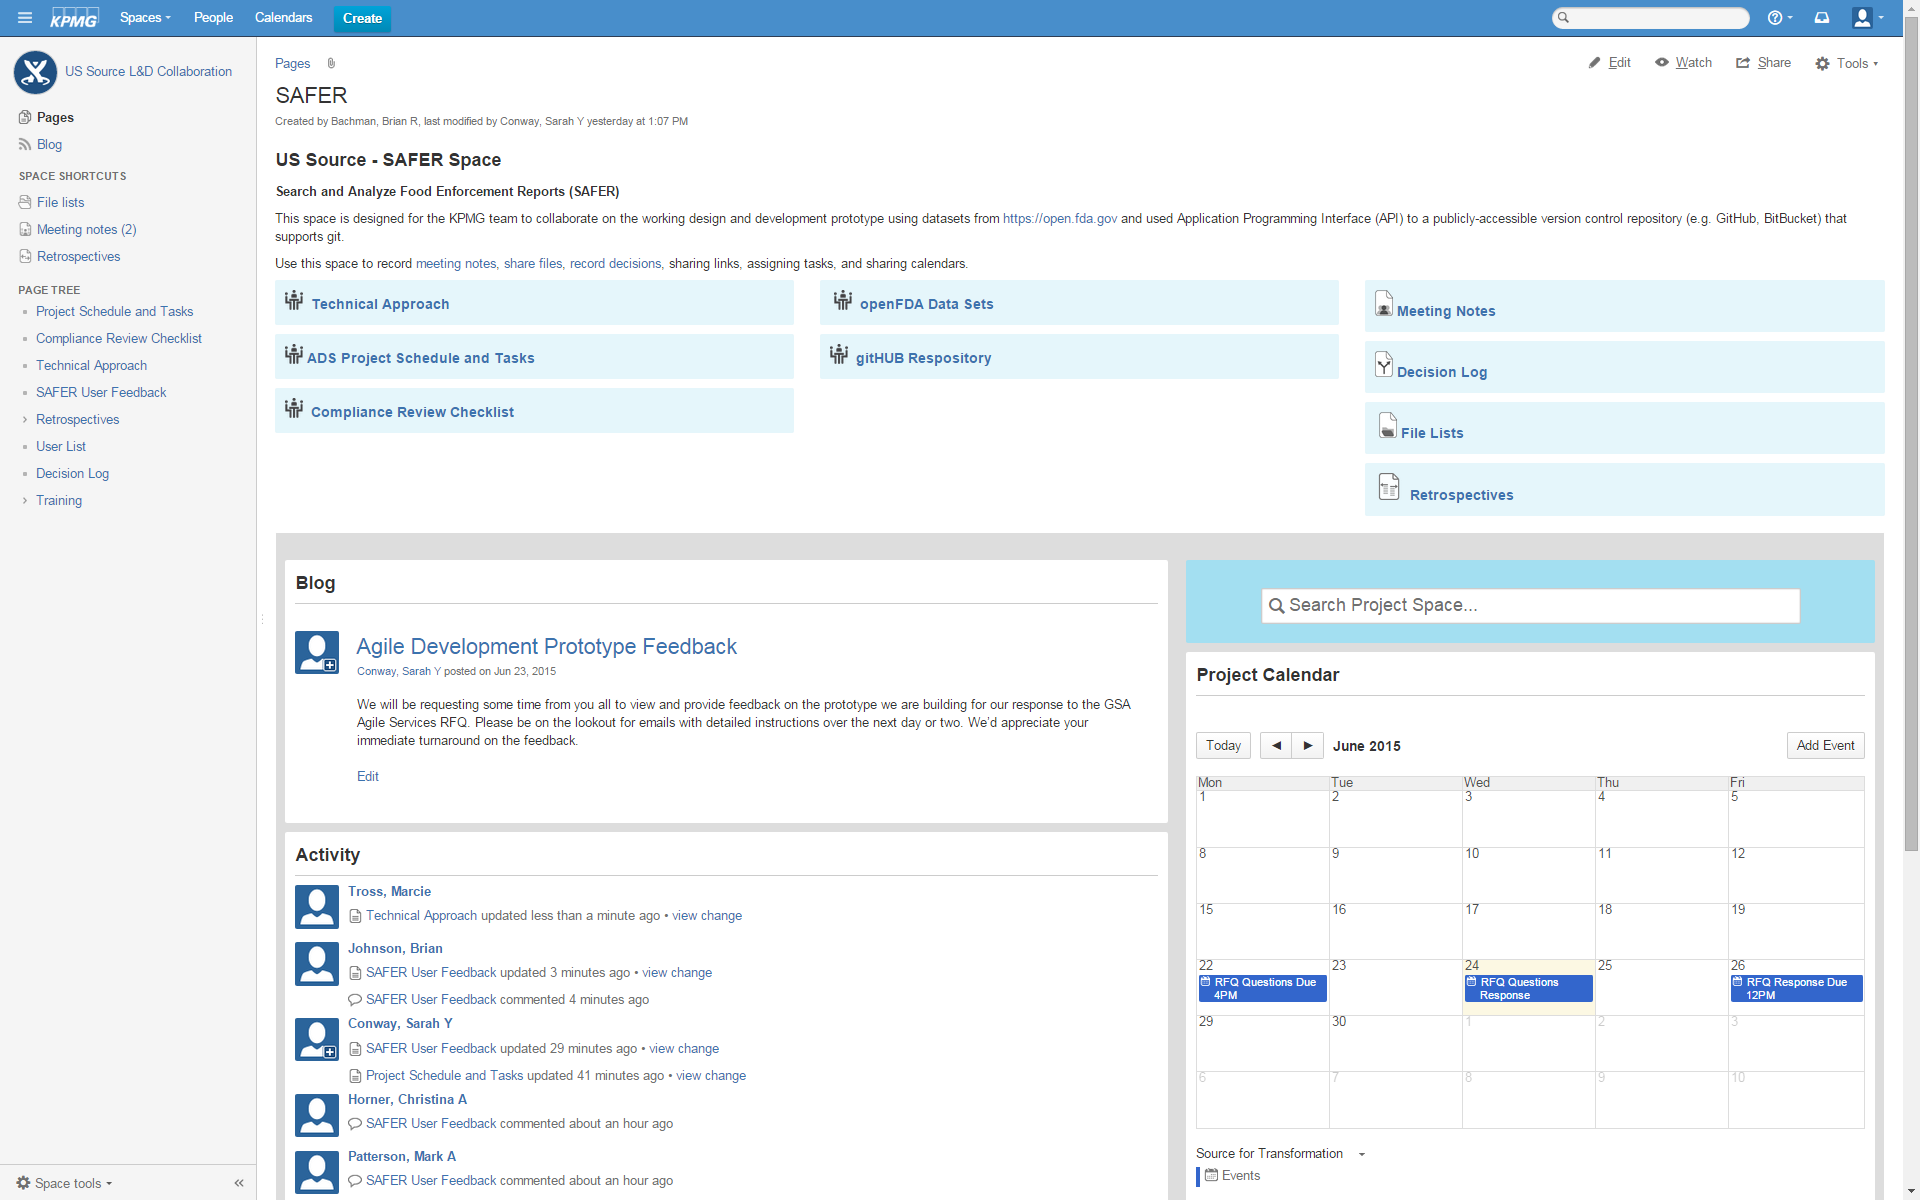 KPMG Spaces People Calendars Create
US Source L&D Collaboration
Pages
Blog
SPACE SHORTCUTS
File lists
Meeting notes (2)
Retrospectives
PAGE TREE
Project Schedule and Tasks
Compliance Review Checklist
Technical Approach
SAFER User Feedback
Retrospectives
User List
Decision Log
Training
Space tools
Pages
Edit Watch Share Tools
SAFER
Created by Bachman, Brian R, last modified by Conway, Sarah Y yesterday at 1:07 PM
US Source - SAFER Space
Search and Analyze Food Enforcement Reports (SAFER)
This space is designed for the KPMG team to collaborate on the working design and development prototype using datasets from https://open.fda.gov and used Application Programming Interface (API) to a publicly-accessible version control repository (e.g. GitHub, BitBucket) that
supports git.
Use this space to record meeting notes, share files, record decisions, sharing links, assigning tasks, and sharing calendars.
Technical Approach
ADS Project Schedule and Tasks
Compliance Review Checklist
openFDA Data Sets
gitHUB Respository
Meeting Notes
Decision Log
File Lists
Retrospectives
Blog
Agile Development Prototype Feedback
Conway, Sarah Y posted on Jun 23, 2015
We will be requesting some time from you all to view and provide feedback on the prototype we are building for our response to the GSA
Agile Services RFQ. Please be on the lookout for emails with detailed instructions over the next day or two. We'd appreciate your
immediate turnaround on the feedback.
Edit
Activity
Tross, Marcie
Technical Approach updated less than a minute ago • view change
Johnson, Brian
SAFER User Feedback updated 3 minutes ago • view change
SAFER User Feedback commented 4 minutes ago
Conway, Sarah Y
SAFER User Feedback updated 29 minutes ago • view change
Project Schedule and Tasks updated 41 minutes ago • view change
Horner, Christina A
SAFER User Feedback commented about an hour ago
Patterson, Mark A
SAFER User Feedback commented about an hour ago
Search Project Space...
Project Calendar
Today June 2015 Add Event
Mon Tue Wed Thu Fri
1 2 3 4 5
8 9 10 11 12
15 16 17 18 19
22 23 24 25 26
RFQ Questions Due RFQ Questions RFQ Response Due
4PM Response 12PM
29 30 1 2 3
6 7 8 9 10
Source for Transformation
Events